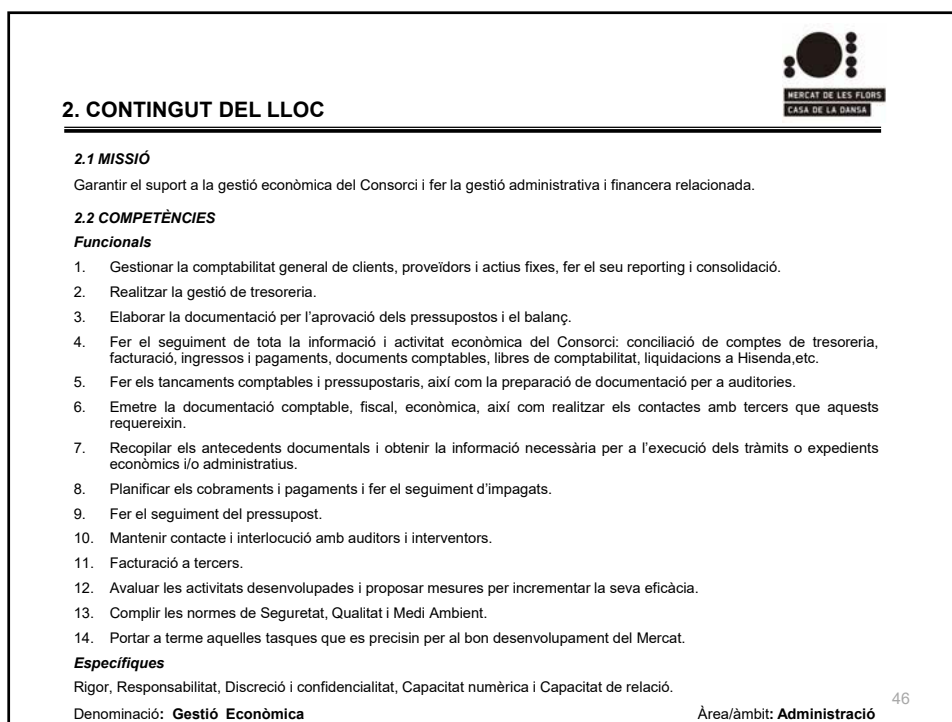 MERCAT DE LES FLORS
CASA DE LA DANSA
2. CONTINGUT DEL LLOC
2.1 MISSIÓ
Garantir el suport a la gestió econòmica del Consorci i fer la gestió administrativa i financera relacionada.
2.2 COMPETÈNCIES
Funcionals
1. Gestionar la comptabilitat general de clients, proveïdors i actius fixes, fer el seu reporting i consolidació.
2. Realitzar la gestió de tresoreria.
3. Elaborar la documentació per l'aprovació dels pressupostos i el balanç.
4. Fer el seguiment de tota la informació i activitat econòmica del Consorci: conciliació de comptes de tresoreria,
facturació, ingressos i pagaments, documents comptables, libres de comptabilitat, liquidacions a Hisenda,etc.
5. Fer els tancaments comptables i pressupostaris, així com la preparació de documentació per a auditories.
6. Emetre la documentació comptable, fiscal, econòmica, així com realitzar els contactes amb tercers que aquests
requereixin.
7. Recopilar els antecedents documentals i obtenir la informació necessària per a l'execució dels tràmits o expedients
econòmics i/o administratius.
8. Planificar els cobraments i pagaments i fer el seguiment d'impagats.
9. Fer el seguiment del pressupost.
10. Mantenir contacte i interlocució amb auditors i interventors.
11. Facturació a tercers.
12. Avaluar les activitats desenvolupades i proposar mesures per incrementar la seva eficàcia.
13. Complir les normes de Seguretat, Qualitat i Medi Ambient.
14. Portar a terme aquelles tasques que es precisin per al bon desenvolupament del Mercat.
Específiques
Rigor, Responsabilitat, Discreció i confidencialitat, Capacitat numèrica i Capacitat de relació.
46
Denominació: Gestió Econòmica Àrea/àmbit: Administració